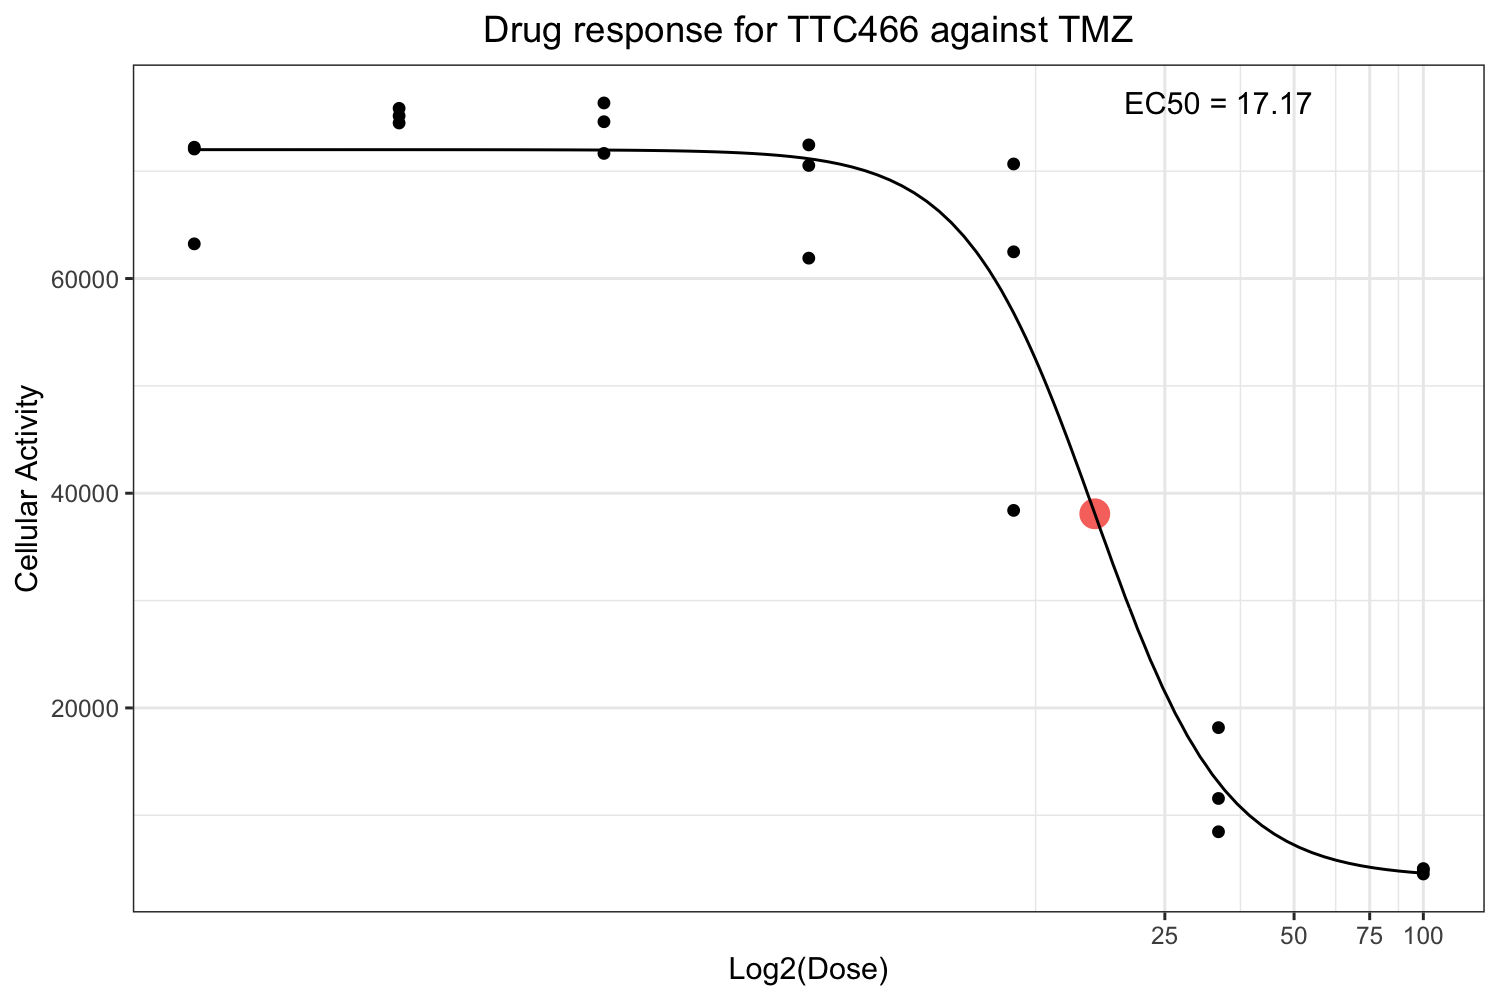 Drug response for TTC466 against TMZ
EC50 = 17.17
60000
40000
20000
Cellular Activity
25 50 75 100
Log2(Dose)